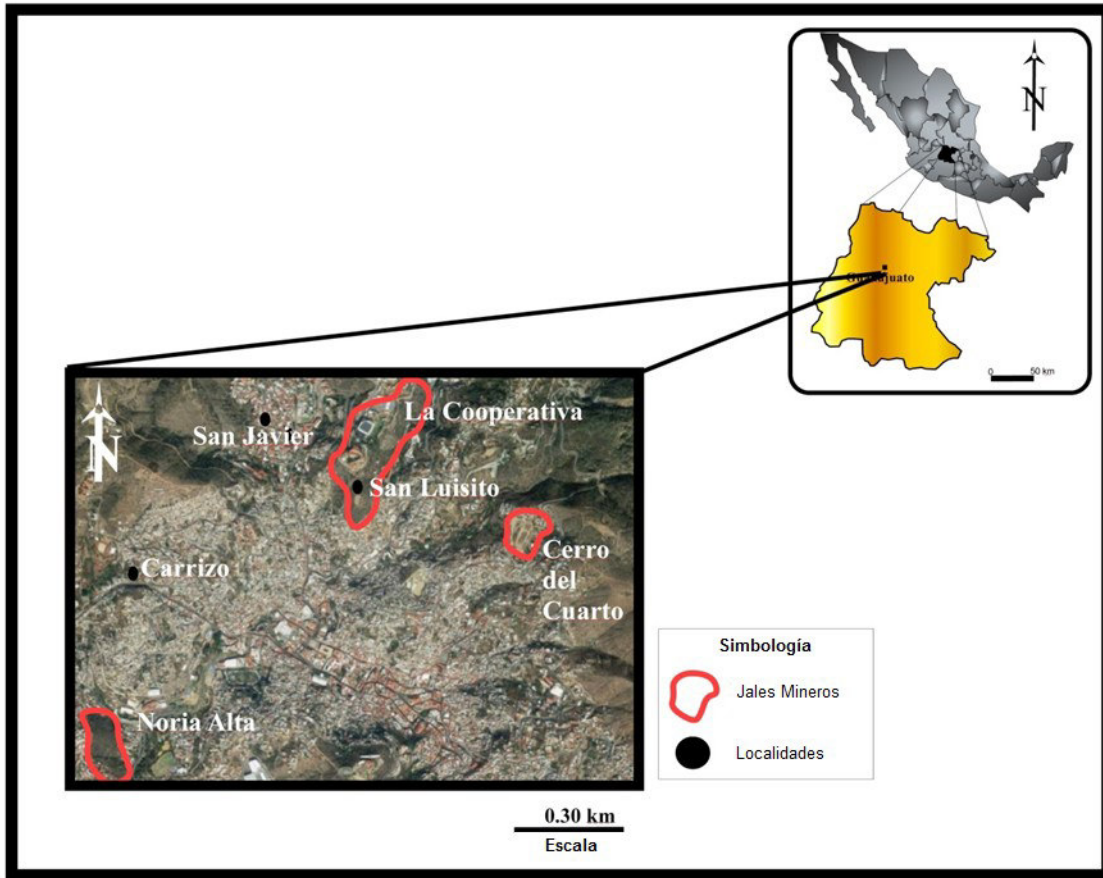 N
Guanajuato
0 50 km
N
La Cooperativa
San Javier
San Luisito
Cerro
del
Cuarto
Carrizo
Noria Alta
Simbología
Jales Mineros
Localidades
0.30 km
Escala